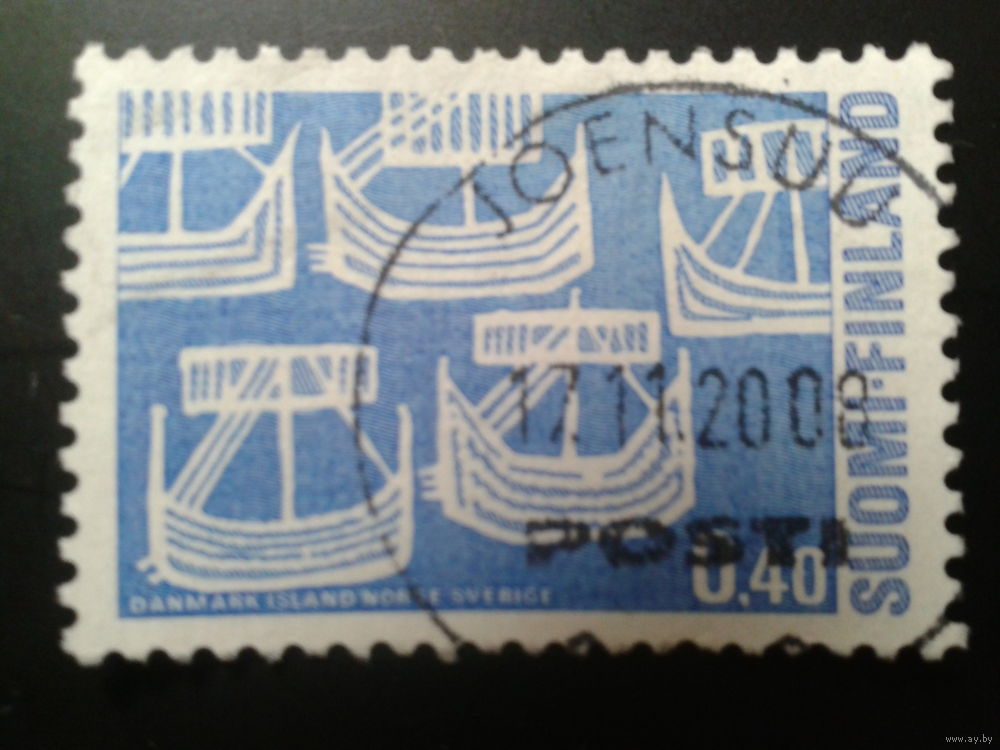 JOENSUU
SUOMI·FINLAND
17.11.2000
POSTI
0,40
DANMARK ISLAND NORGE SVERIGE
www.ay.by